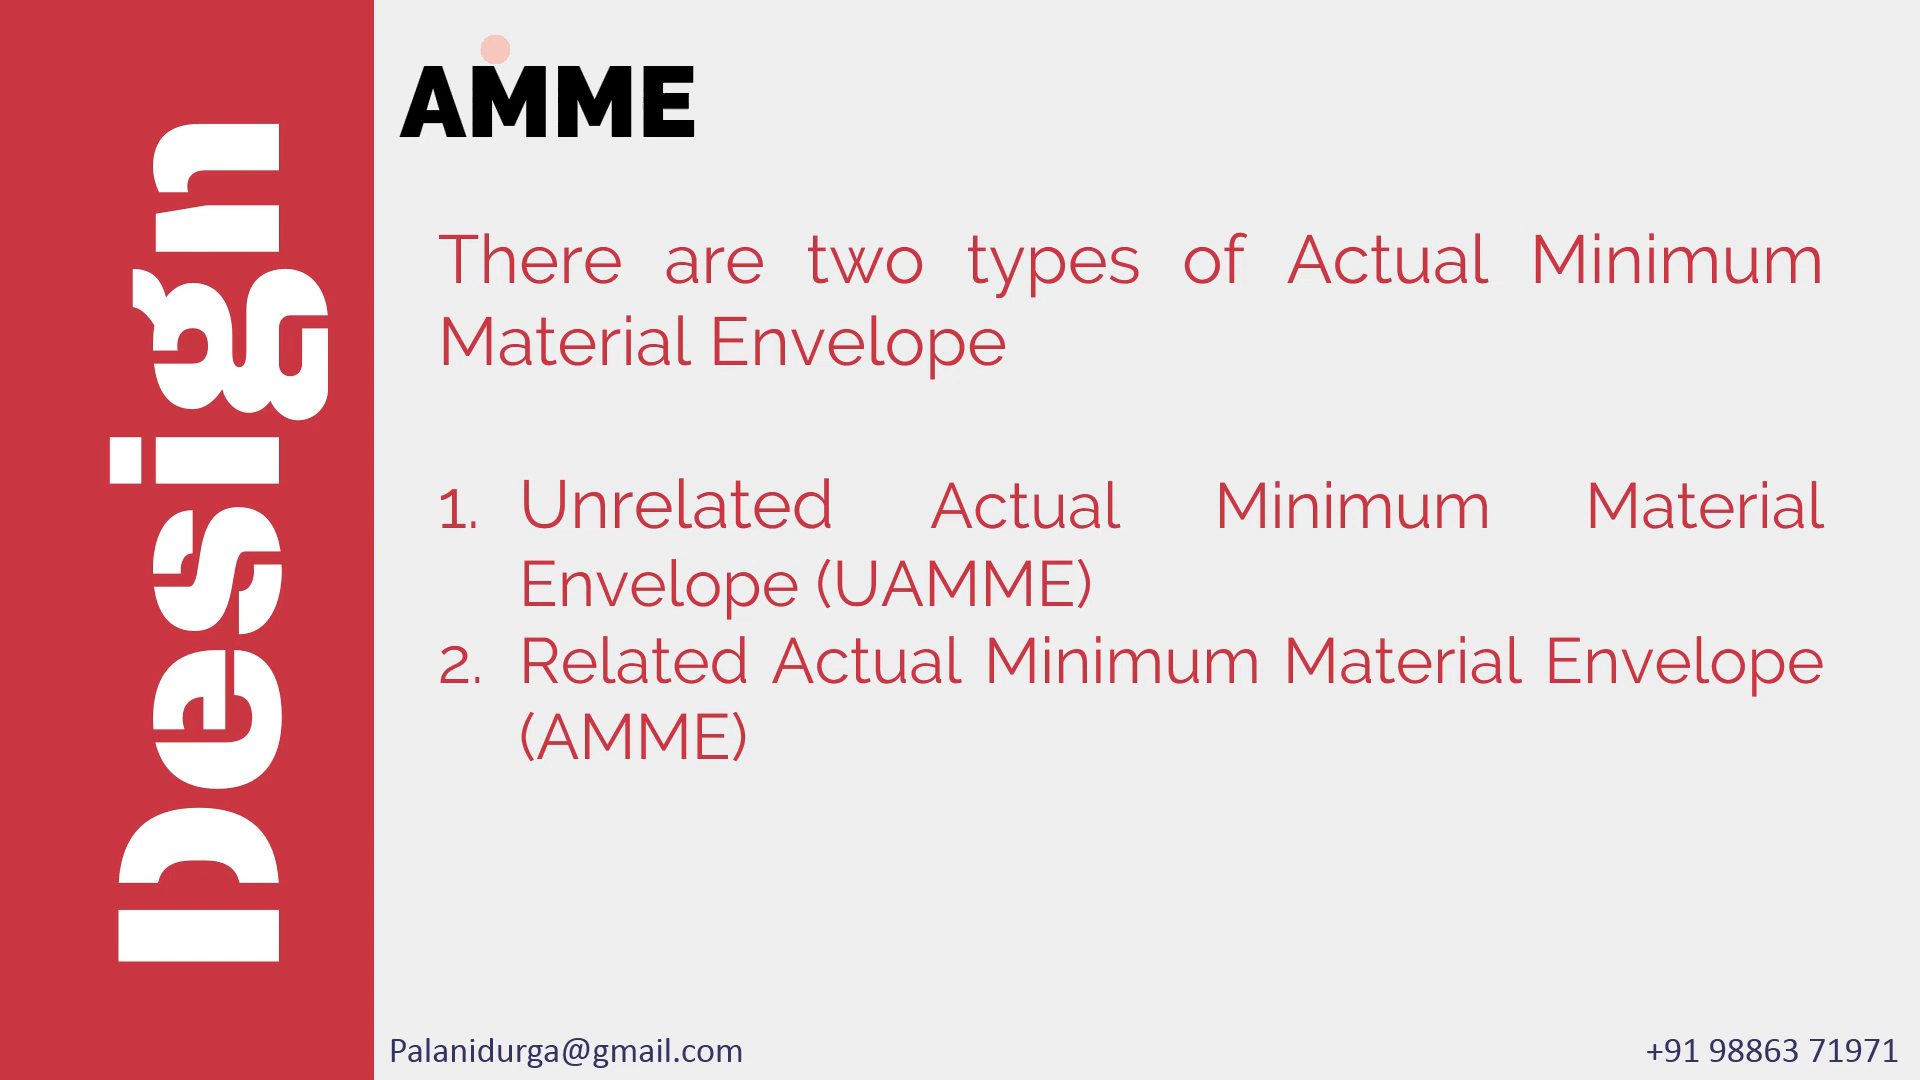 Design
AMME
There are two types of Actual Minimum
Material Envelope
1. Unrelated Actual Minimum Material
Envelope (UAMME)
2. Related Actual Minimum Material Envelope
(AMME)
Palanidurga@gmail.com
+91 98863 71971